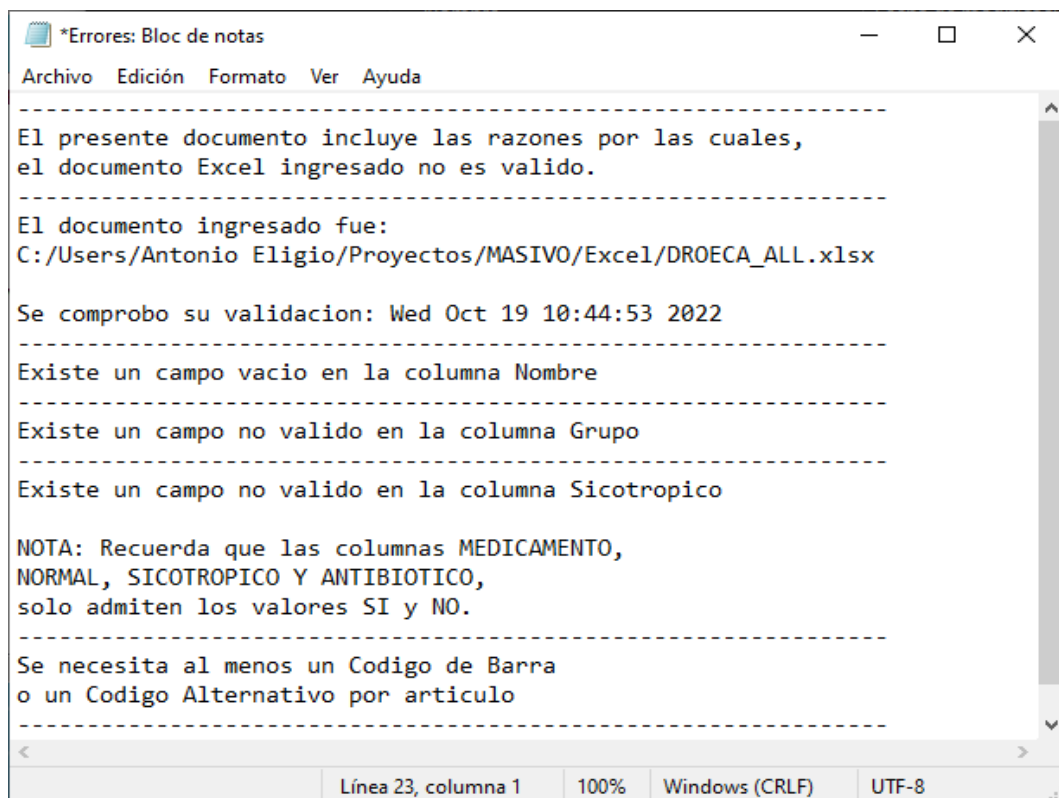 *Errores: Bloc de notas
Archivo Edición Formato Ver Ayuda
---------------------------------------------------------------
El presente documento incluye las razones por las cuales,
el documento Excel ingresado no es valido.
---------------------------------------------------------------
El documento ingresado fue:
C:/Users/Antonio Eligio/Proyectos/MASIVO/Excel/DROECA_ALL.xlsx
Se comprobo su validacion: Wed Oct 19 10:44:53 2022
---------------------------------------------------------------
Existe un campo vacio en la columna Nombre
---------------------------------------------------------------
Existe un campo no valido en la columna Grupo
---------------------------------------------------------------
Existe un campo no valido en la columna Sicotropico
NOTA: Recuerda que las columnas MEDICAMENTO,
NORMAL, SICOTROPICO Y ANTIBIOTICO,
solo admiten los valores SI y NO.
---------------------------------------------------------------
Se necesita al menos un Codigo de Barra
o un Codigo Alternativo por articulo
---------------------------------------------------------------
Línea 23, columna 1 100% Windows (CRLF) UTF-8